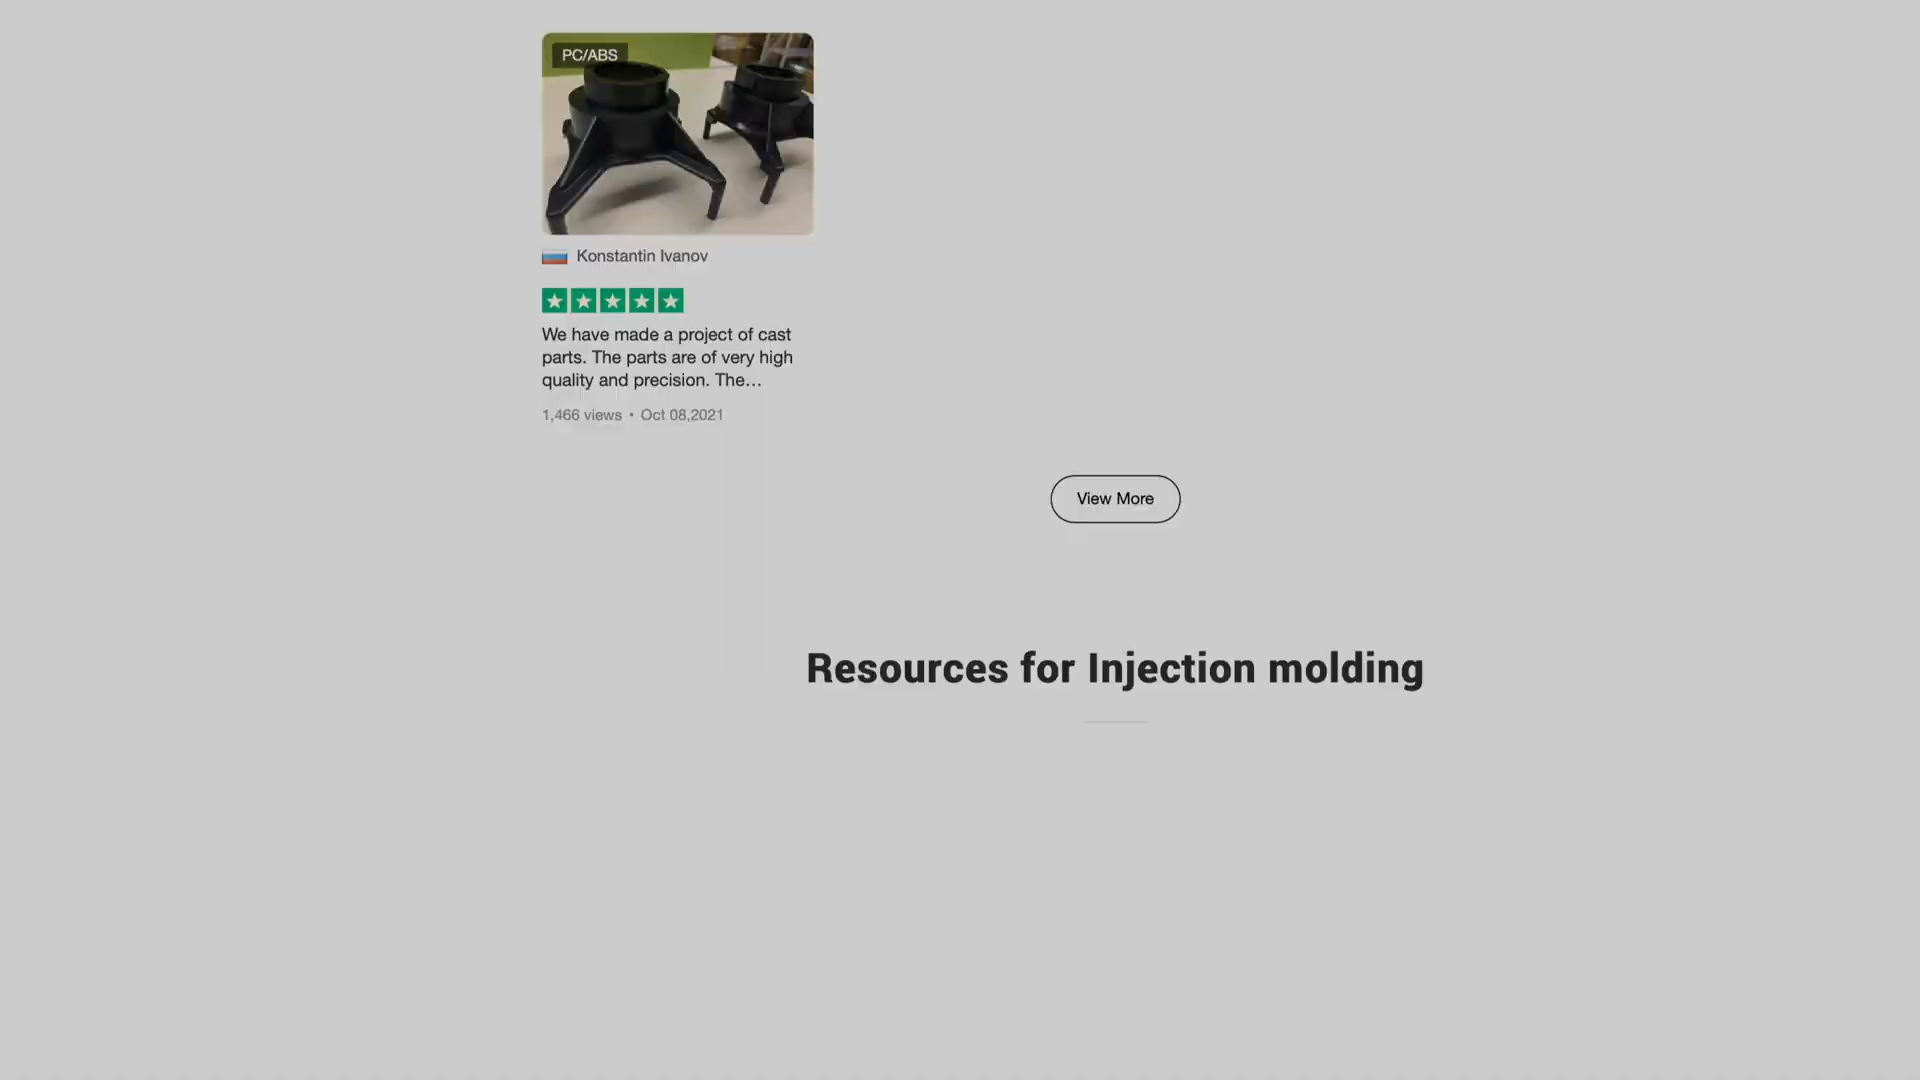 PC/ABS
Konstantin Ivanov
We have made a project of cast
parts. The parts are of very high
quality and precision. The...
1,466 views • Oct 08,2021
View More
Resources for Injection molding